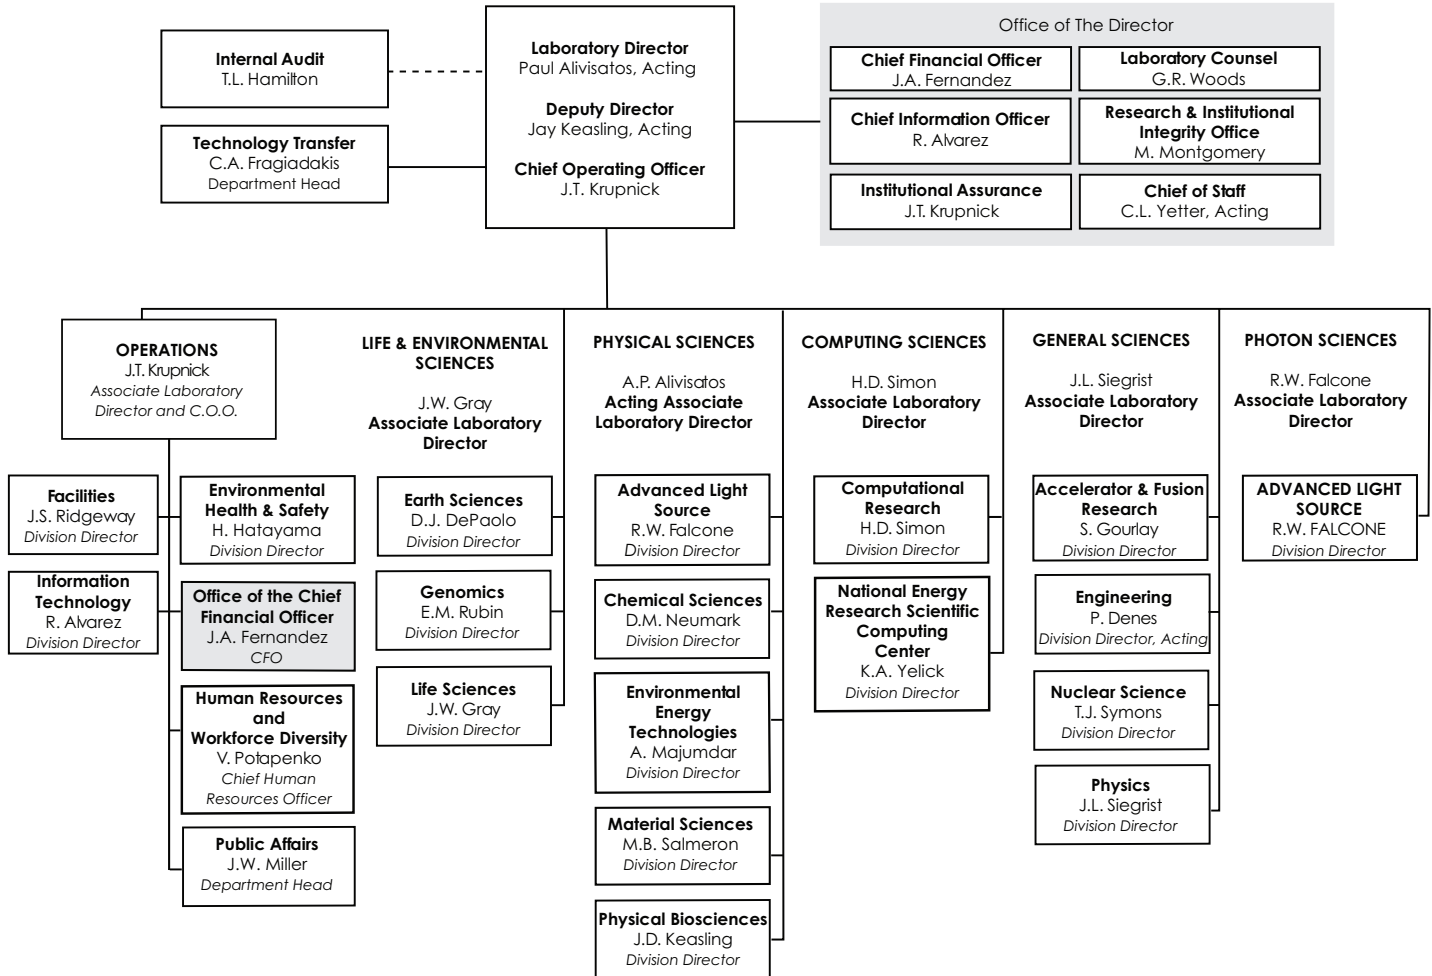 Internal Audit
T.L. Hamilton
Technology Transfer
C.A. Fragiadakis
Department Head
Laboratory Director
Paul Alivisatos, Acting
Deputy Director
Jay Keasling, Acting
Chief Operating Officer
J.T. Krupnick
Office of The Director
Chief Financial Officer
J.A. Fernandez
Laboratory Counsel
G.R. Woods
Chief Information Officer
R. Alvarez
Research & Institutional
Integrity Office
M. Montgomery
Institutional Assurance
J.T. Krupnick
Chief of Staff
C.L. Yetter, Acting
OPERATIONS
J.T. Krupnick
Associate Laboratory
Director and C.O.O.
Facilities
J.S. Ridgeway
Division Director
Environmental
Health & Safety
H. Hatayama
Division Director
Information
Technology
R. Alvarez
Division Director
Office of the Chief
Financial Officer
J.A. Fernandez
CFO
Human Resources
and
Workforce Diversity
V. Potapenko
Chief Human
Resources Officer
Public Affairs
J.W. Miller
Department Head
LIFE & ENVIRONMENTAL
SCIENCES
J.W. Gray
Associate Laboratory
Director
Earth Sciences
D.J. DePaolo
Division Director
Genomics
E.M. Rubin
Division Director
Life Sciences
J.W. Gray
Division Director
PHYSICAL SCIENCES
A.P. Alivisatos
Acting Associate
Laboratory Director
Advanced Light
Source
R.W. Falcone
Division Director
Chemical Sciences
D.M. Neumark
Division Director
Environmental
Energy
Technologies
A. Majumdar
Division Director
Material Sciences
M.B. Salmeron
Division Director
Physical Biosciences
J.D. Keasling
Division Director
COMPUTING SCIENCES
H.D. Simon
Associate Laboratory
Director
Computational
Research
H.D. Simon
Division Director
National Energy
Research Scientific
Computing
Center
K.A. Yelick
Division Director
GENERAL SCIENCES
J.L. Siegrist
Associate Laboratory
Director
Accelerator & Fusion
Research
S. Gourlay
Division Director
Engineering
P. Denes
Division Director, Acting
Nuclear Science
T.J. Symons
Division Director
Physics
J.L. Siegrist
Division Director
PHOTON SCIENCES
R.W. Falcone
Associate Laboratory
Director
ADVANCED LIGHT
SOURCE
R.W. FALCONE
Division Director